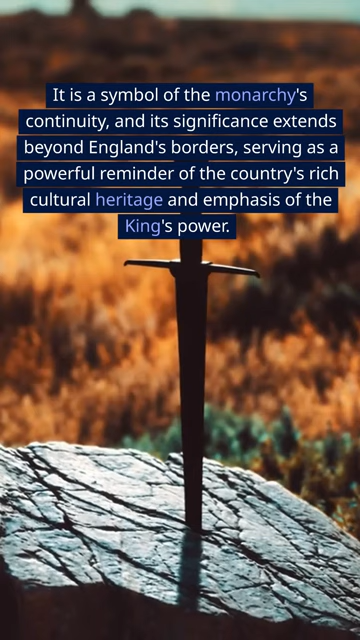 It is a symbol of the monarchy's
continuity, and its significance extends
beyond England's borders, serving as a
powerful reminder of the country's rich
cultural heritage and emphasis of the
King's power.